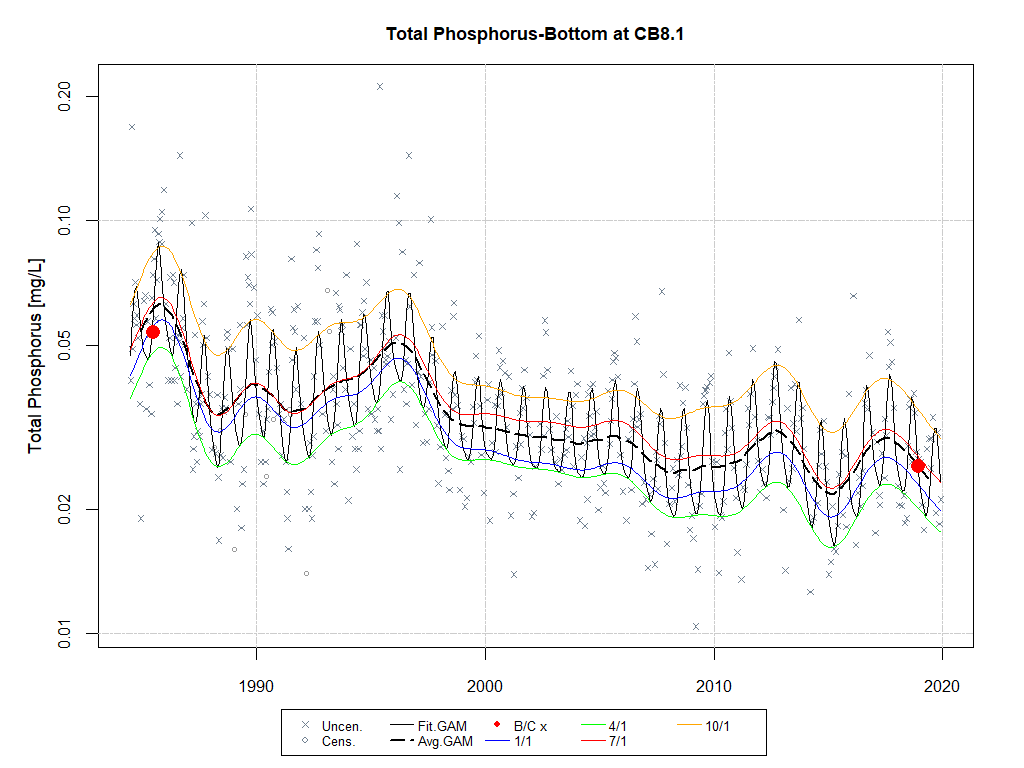 Total Phosphorus-Bottom at CB8.1
Total Phosphorus [mg/L]
0.20
0.10
0.05
0.02
0.01
1990 2000 2010 2020
Uncen. Fit.GAM B/C x 4/1 10/1
Cens. Avg.GAM 1/1 7/1